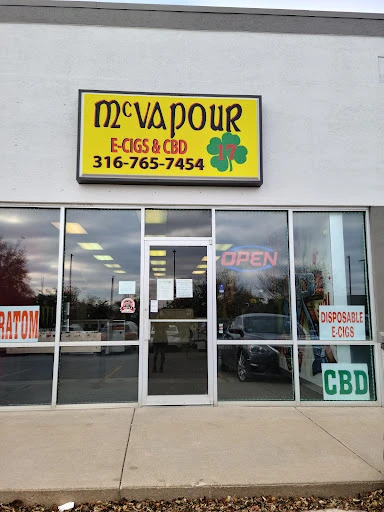 McVAPOUR
E-CIGS & CBD
316-765-7454
17
OPEN
RATOM
DISPOSABLE
E-CIGS
CBD